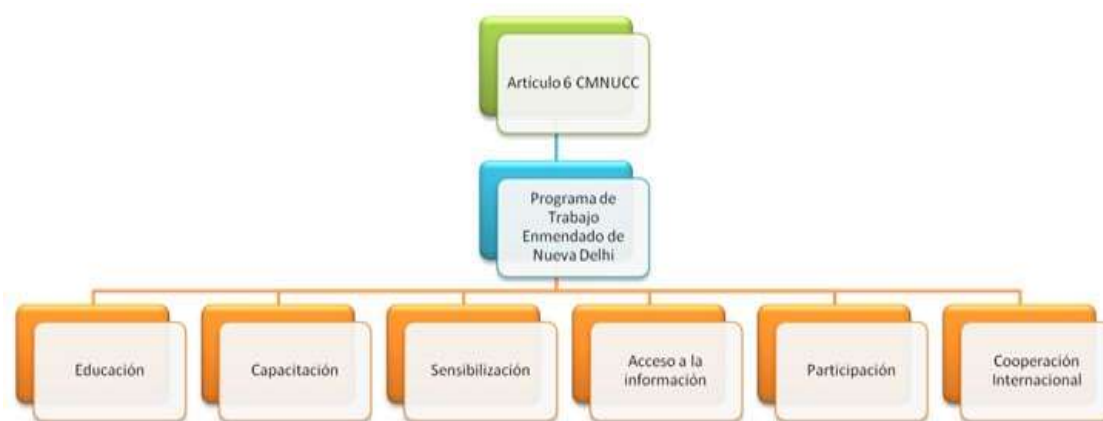 Artículo 6 CMNUCC
Programa de
Trabajo
Enmendado de
Nueva Delhi
Educación
Capacitación
Sensibilización
Acceso a la
información
Participación
Cooperación
Internacional